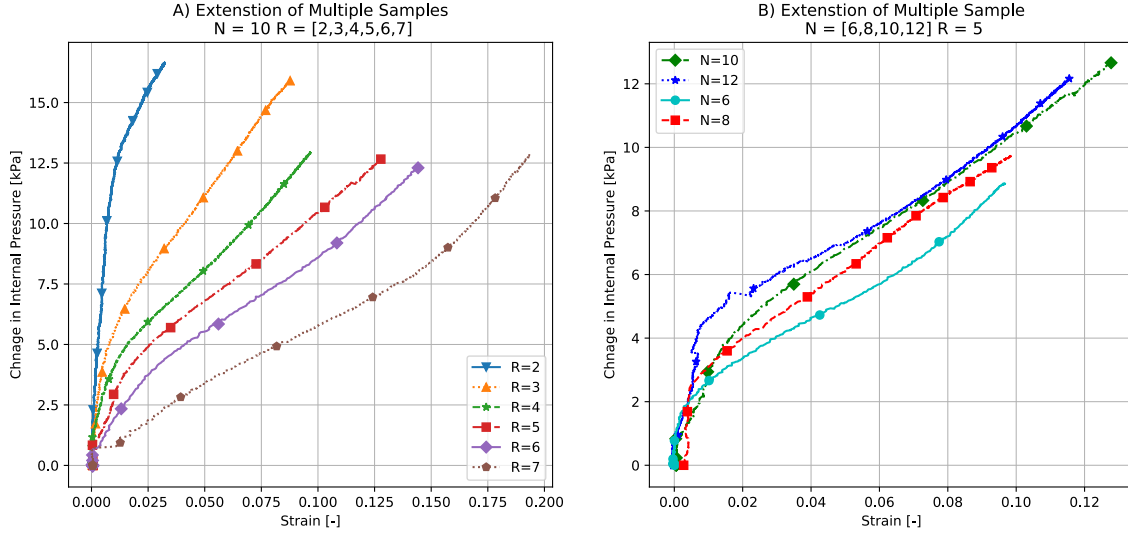 A) Extenstion of Multiple Samples
N = 10 R = [2,3,4,5,6,7]
Chnage in Internal Pressure [kPa]
15.0
12.5
10.0
7.5
5.0
2.5
0.0
R=2
R=3
R=4
R=5
R=6
R=7
0.000 0.025 0.050 0.075 0.100 0.125 0.150 0.175 0.200
Strain [-]
B) Extenstion of Multiple Sample
N = [6,8,10,12] R = 5
Chnage in Internal Pressure [kPa]
12
10
8
6
4
2
0
N=10
N=12
N=6
N=8
0.00 0.02 0.04 0.06 0.08 0.10 0.12
Strain [-]